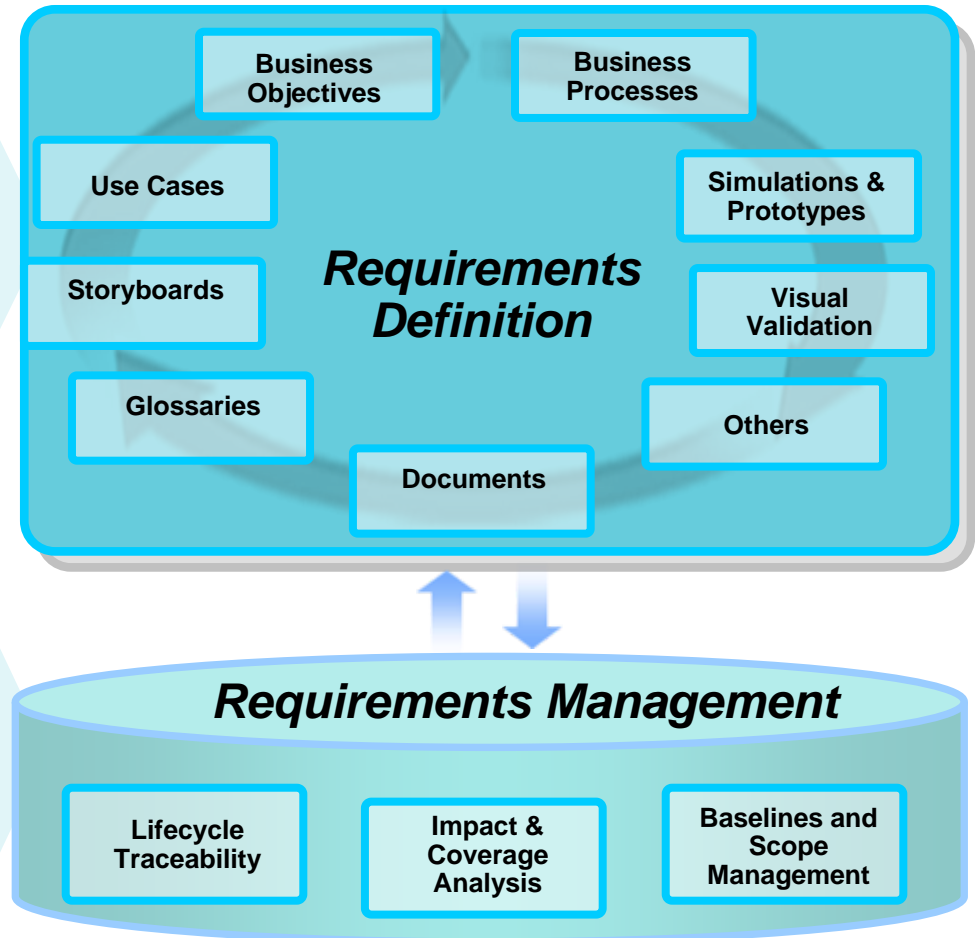 Business
Objectives
Business
Processes
Use Cases
Simulations &
Prototypes
Requirements
Definition
Storyboards
Visual
Validation
Glossaries
Others
Documents
Requirements Management
Lifecycle
Traceability
Impact &
Coverage
Analysis
Baselines and
Scope
Management